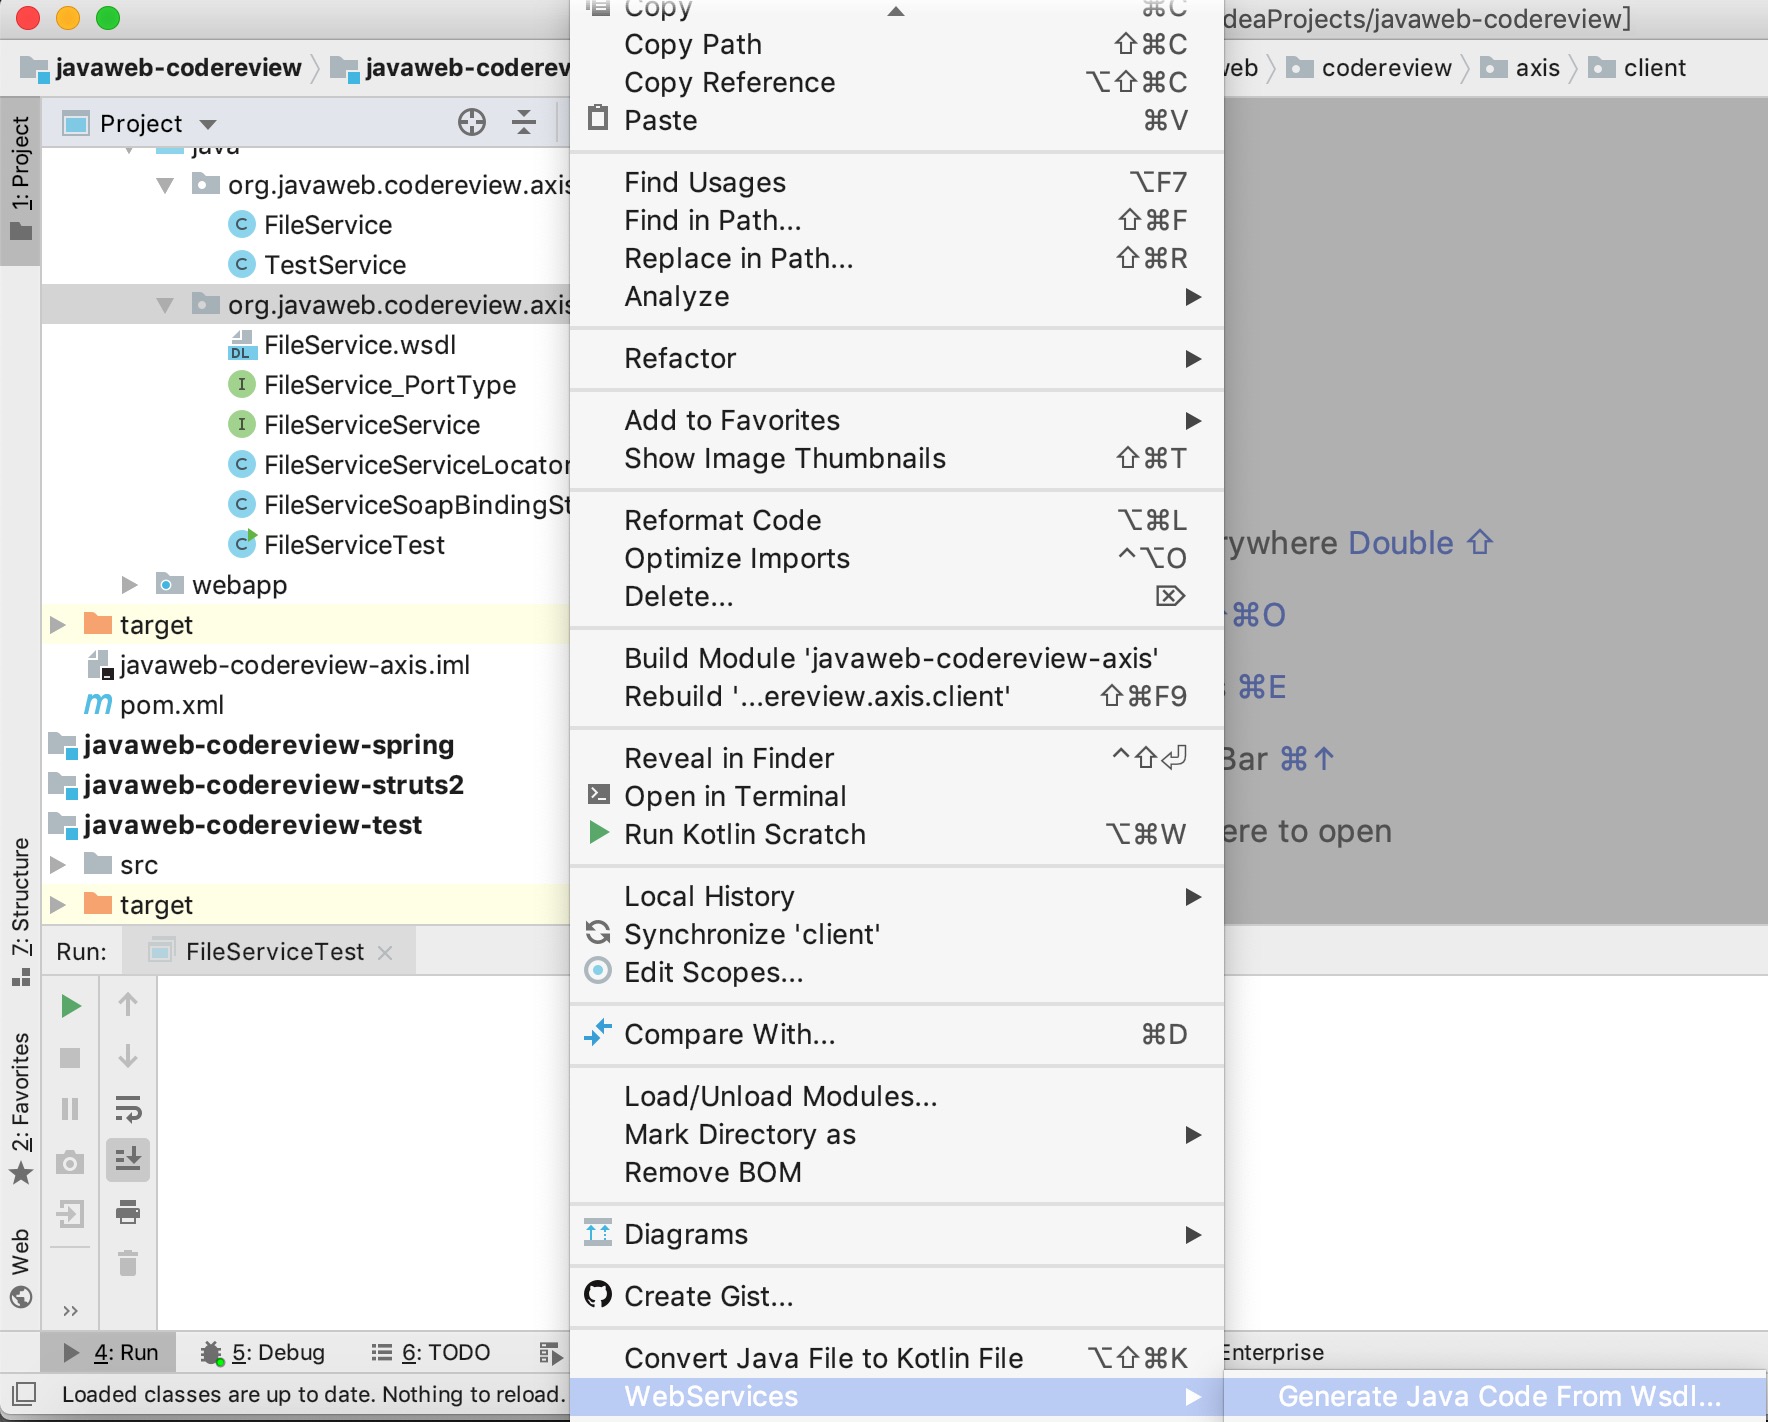 deaProjects/javaweb-codereview]
javaweb-codereview
javaweb-coderev
eb
codereview
axis
client
1: Project
7: Structure
2: Favorites
Web
Project
java
org.javaweb.codereview.axis
FileService
TestService
org.javaweb.codereview.axis
FileService.wsdl
FileService_PortType
FileServiceService
FileServiceServiceLocator
FileServiceSoapBindingSt
FileServiceTest
webapp
target
javaweb-codereview-axis.iml
pom.xml
javaweb-codereview-spring
javaweb-codereview-struts2
javaweb-codereview-test
src
target
Copy ⌘C
Copy Path ⇧⌘C
Copy Reference ⌥⇧⌘C
Paste ⌘V
Find Usages ⌥F7
Find in Path... ⇧⌘F
Replace in Path... ⇧⌘R
Analyze
Refactor
Add to Favorites
Show Image Thumbnails ⇧⌘T
Reformat Code ⌥⌘L
Optimize Imports ^⌥O
Delete... ⌦
Build Module 'javaweb-codereview-axis'
Rebuild '...ereview.axis.client' ⇧⌘F9
Reveal in Finder ^⇧⏎
Open in Terminal
Run Kotlin Scratch ⌥⌘W
Local History
Synchronize 'client'
Edit Scopes...
Compare With... ⌘D
Load/Unload Modules...
Mark Directory as
Remove BOM
Diagrams
Create Gist...
Convert Java File to Kotlin File ⌥⇧⌘K
WebServices
Generate Java Code From Wsdl...
ywhere Double ⇧
⌘O
⌘E
Bar ⌘↑
ere to open
Run: FileServiceTest
4: Run
5: Debug
6: TODO
Enterprise
Loaded classes are up to date. Nothing to reload.